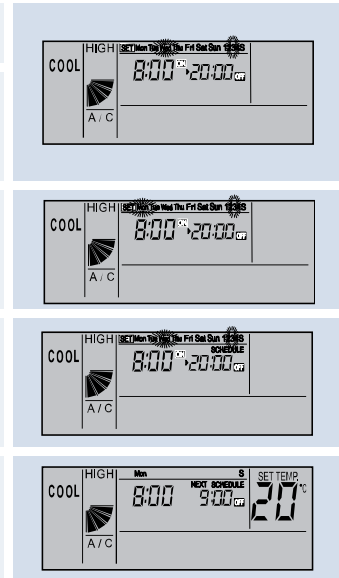 HIGH SET Mon Tue Wed Thu Fri Sat Sun 1234S
COOL 8:00 ON 20:00 OFF
A/C
HIGH SET Mon Tue Wed Thu Fri Sat Sun 1234S
COOL 8:00 ON 20:00 OFF
A/C
HIGH SET Mon Tue Wed Thu Fri Sat Sun 1234S
SCHEDULE
COOL 8:00 ON 20:00 OFF
A/C
HIGH Mon S SET TEMP.
NEXT SCHEDULE
COOL 8:00 9:00 OFF 20 °C
A/C